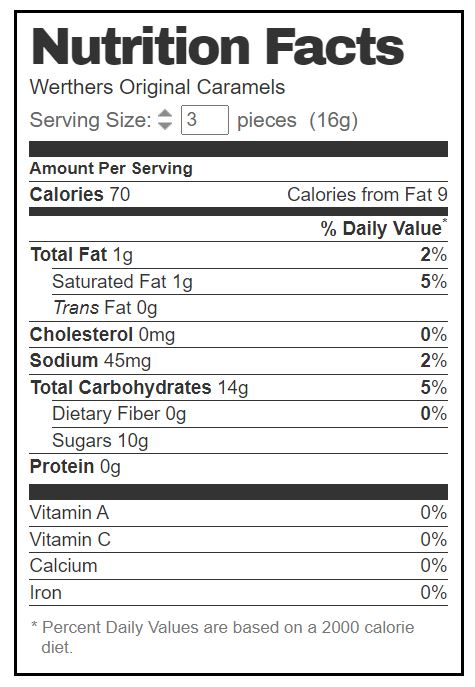 Nutrition Facts
Werthers Original Caramels
Serving Size: 3 pieces (16g)
Amount Per Serving
Calories 70 Calories from Fat 9
% Daily Value*
Total Fat 1g 2%
Saturated Fat 1g 5%
Trans Fat 0g
Cholesterol 0mg 0%
Sodium 45mg 2%
Total Carbohydrates 14g 5%
Dietary Fiber 0g 0%
Sugars 10g
Protein 0g
Vitamin A 0%
Vitamin C 0%
Calcium 0%
Iron 0%
* Percent Daily Values are based on a 2000 calorie
diet.